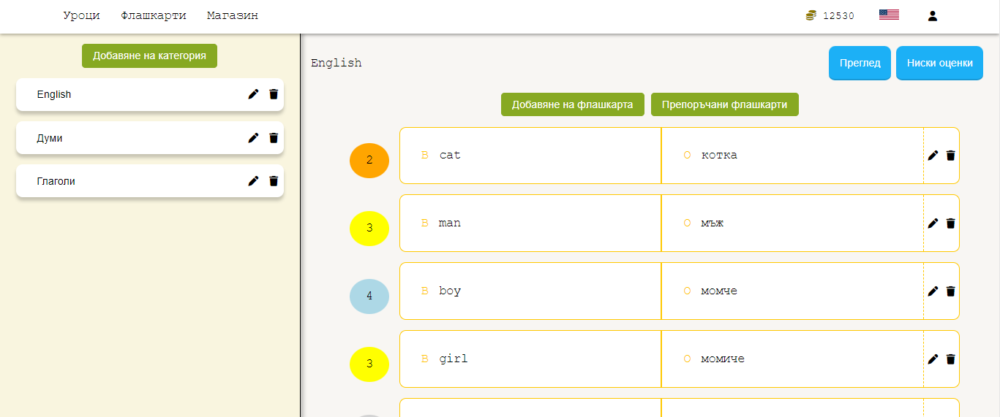 Уроци Флашкарти Магазин 12530
Добавяне на категория
English
Думи
Глаголи
English Преглед Ниски оценки
Добавяне на флашкарта Препоръчани флашкарти
2 В cat О котка
3 В man О мъж
4 В boy О момче
3 В girl О момиче